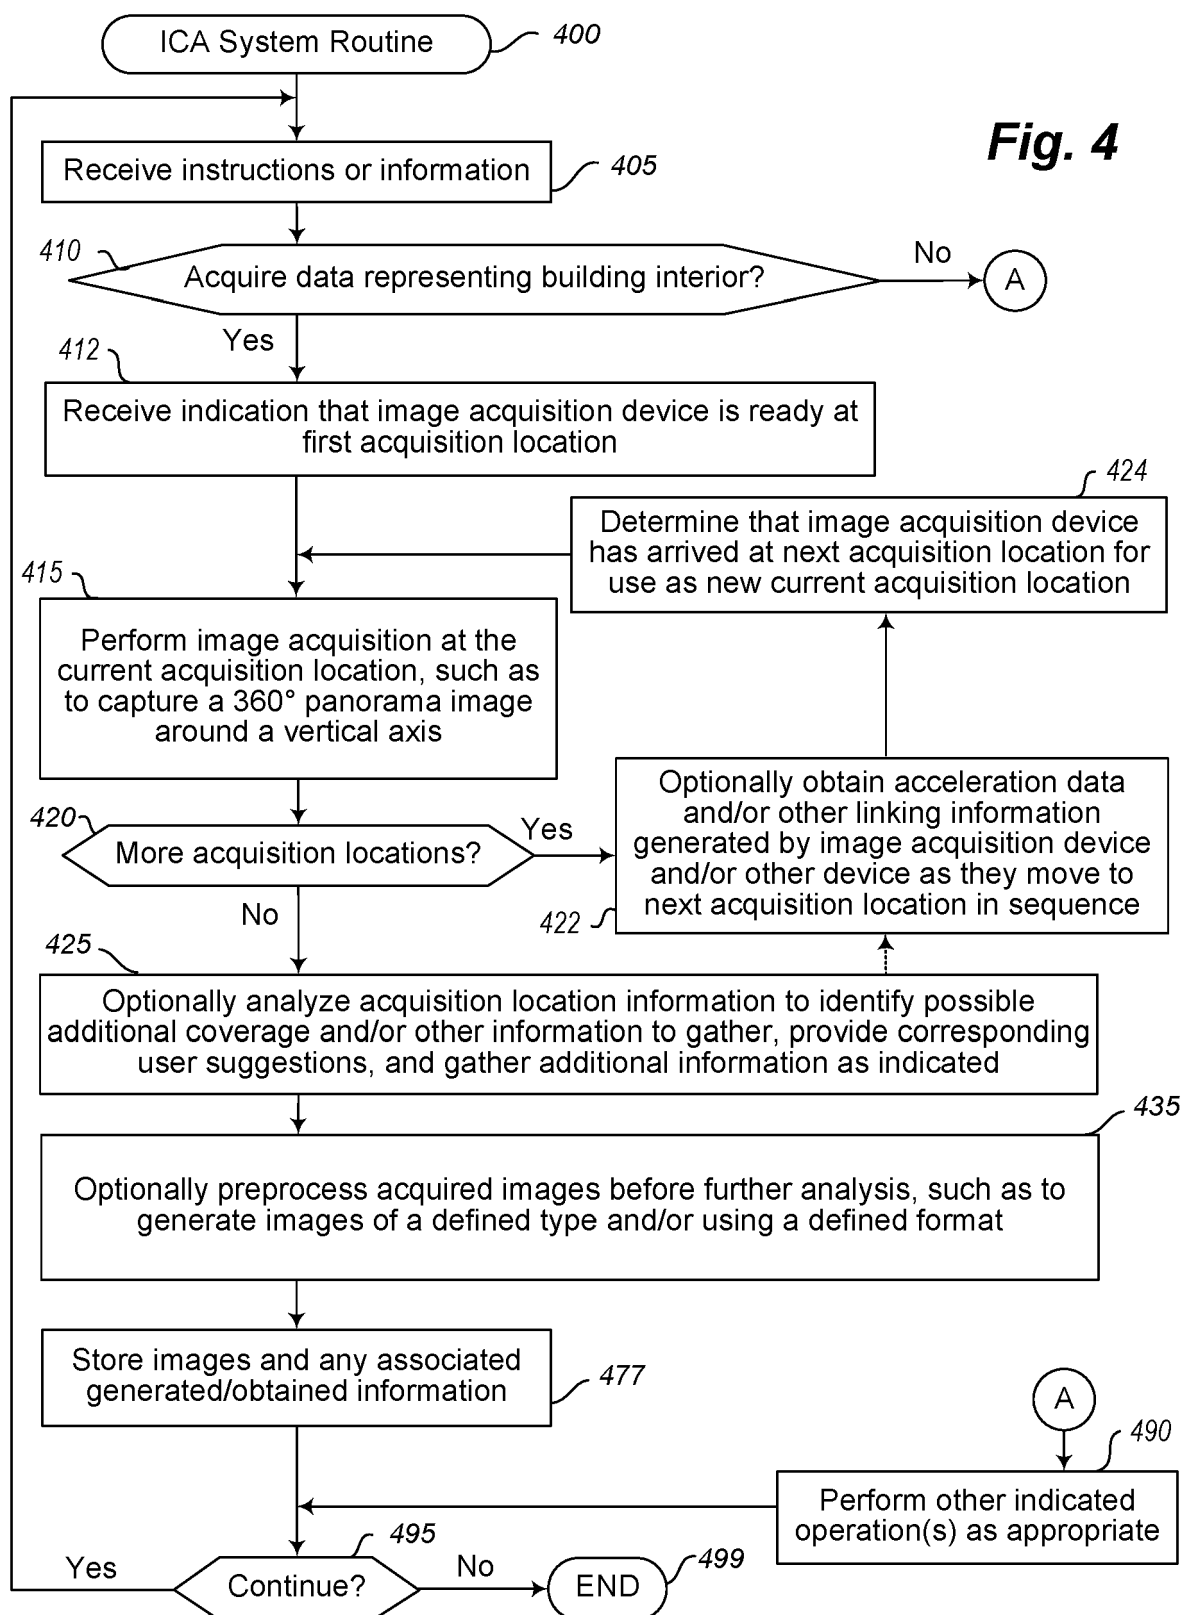 ICA System Routine
400
Fig. 4
Receive instructions or information
405
410
Acquire data representing building interior?
No
A
Yes
412
Receive indication that image acquisition device is ready at
first acquisition location
424
Determine that image acquisition device
has arrived at next acquisition location for
use as new current acquisition location
415
Perform image acquisition at the
current acquisition location, such as
to capture a 360° panorama image
around a vertical axis
420
More acquisition locations?
Yes
Optionally obtain acceleration data
and/or other linking information
generated by image acquisition device
and/or other device as they move to
next acquisition location in sequence
422
No
425
Optionally analyze acquisition location information to identify possible
additional coverage and/or other information to gather, provide corresponding
user suggestions, and gather additional information as indicated
435
Optionally preprocess acquired images before further analysis, such as to
generate images of a defined type and/or using a defined format
Store images and any associated
generated/obtained information
477
A
490
Perform other indicated
operation(s) as appropriate
495
Yes
Continue?
No
END
499